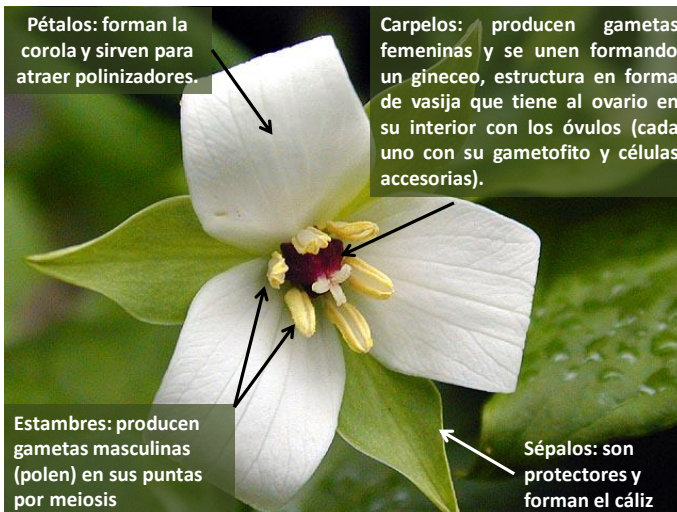 Pétalos: forman la
corola y sirven para
atraer polinizadores.
Carpelos: producen gametas
femeninas y se unen formando
un gineceo, estructura en forma
de vasija que tiene al ovario en
su interior con los óvulos (cada
uno con su gametofito y células
accesorias).
Estambres: producen
gametas masculinas
(polen) en sus puntas
por meiosis
Sépalos: son
protectores y
forman el cáliz